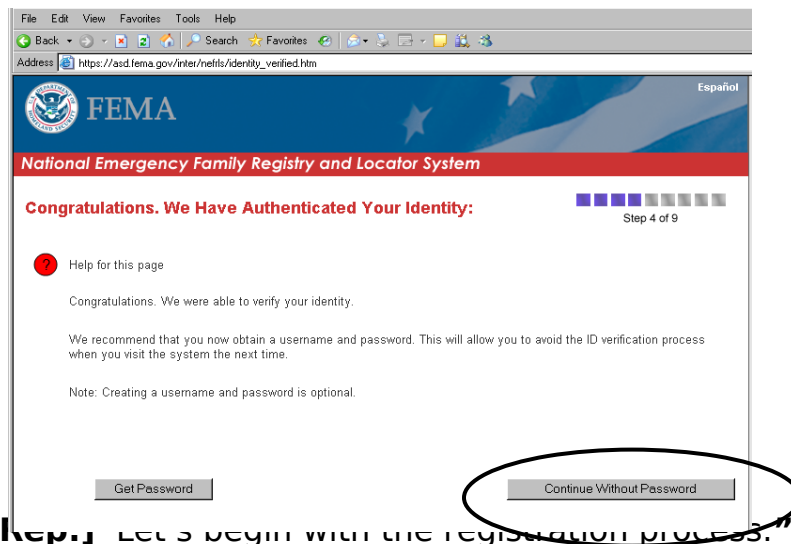 File Edit View Favorites Tools Help
Back Search Favorites
Address https://asd.fema.gov/inter/nefrls/identity_verified.htm
Español
FEMA
National Emergency Family Registry and Locator System
Congratulations. We Have Authenticated Your Identity:
Step 4 of 9
? Help for this page
Congratulations. We were able to verify your identity.
We recommend that you now obtain a username and password. This will allow you to avoid the ID verification process
when you visit the system the next time.
Note: Creating a username and password is optional.
Get Password Continue Without Password
Rep.] Let's begin with the registration process."